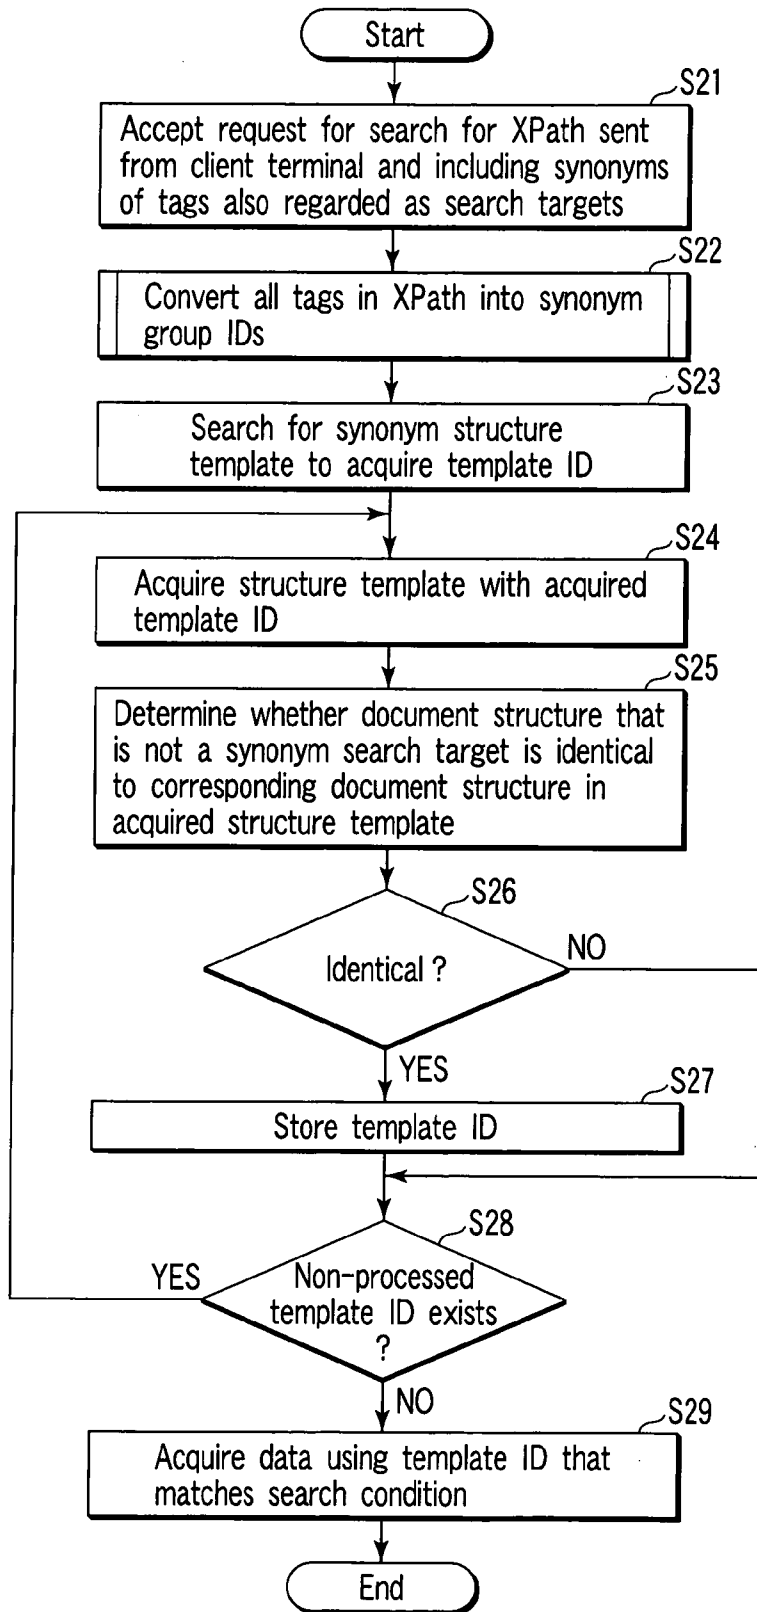 Start
S21
Accept request for search for XPath sent
from client terminal and including synonyms
of tags also regarded as search targets
S22
Convert all tags in XPath into synonym
group IDs
S23
Search for synonym structure
template to acquire template ID
S24
Acquire structure template with acquired
template ID
S25
Determine whether document structure that
is not a synonym search target is identical
to corresponding document structure in
acquired structure template
S26
Identical ?
NO
YES
S27
Store template ID
S28
YES
Non-processed
template ID exists
?
NO
S29
Acquire data using template ID that
matches search condition
End